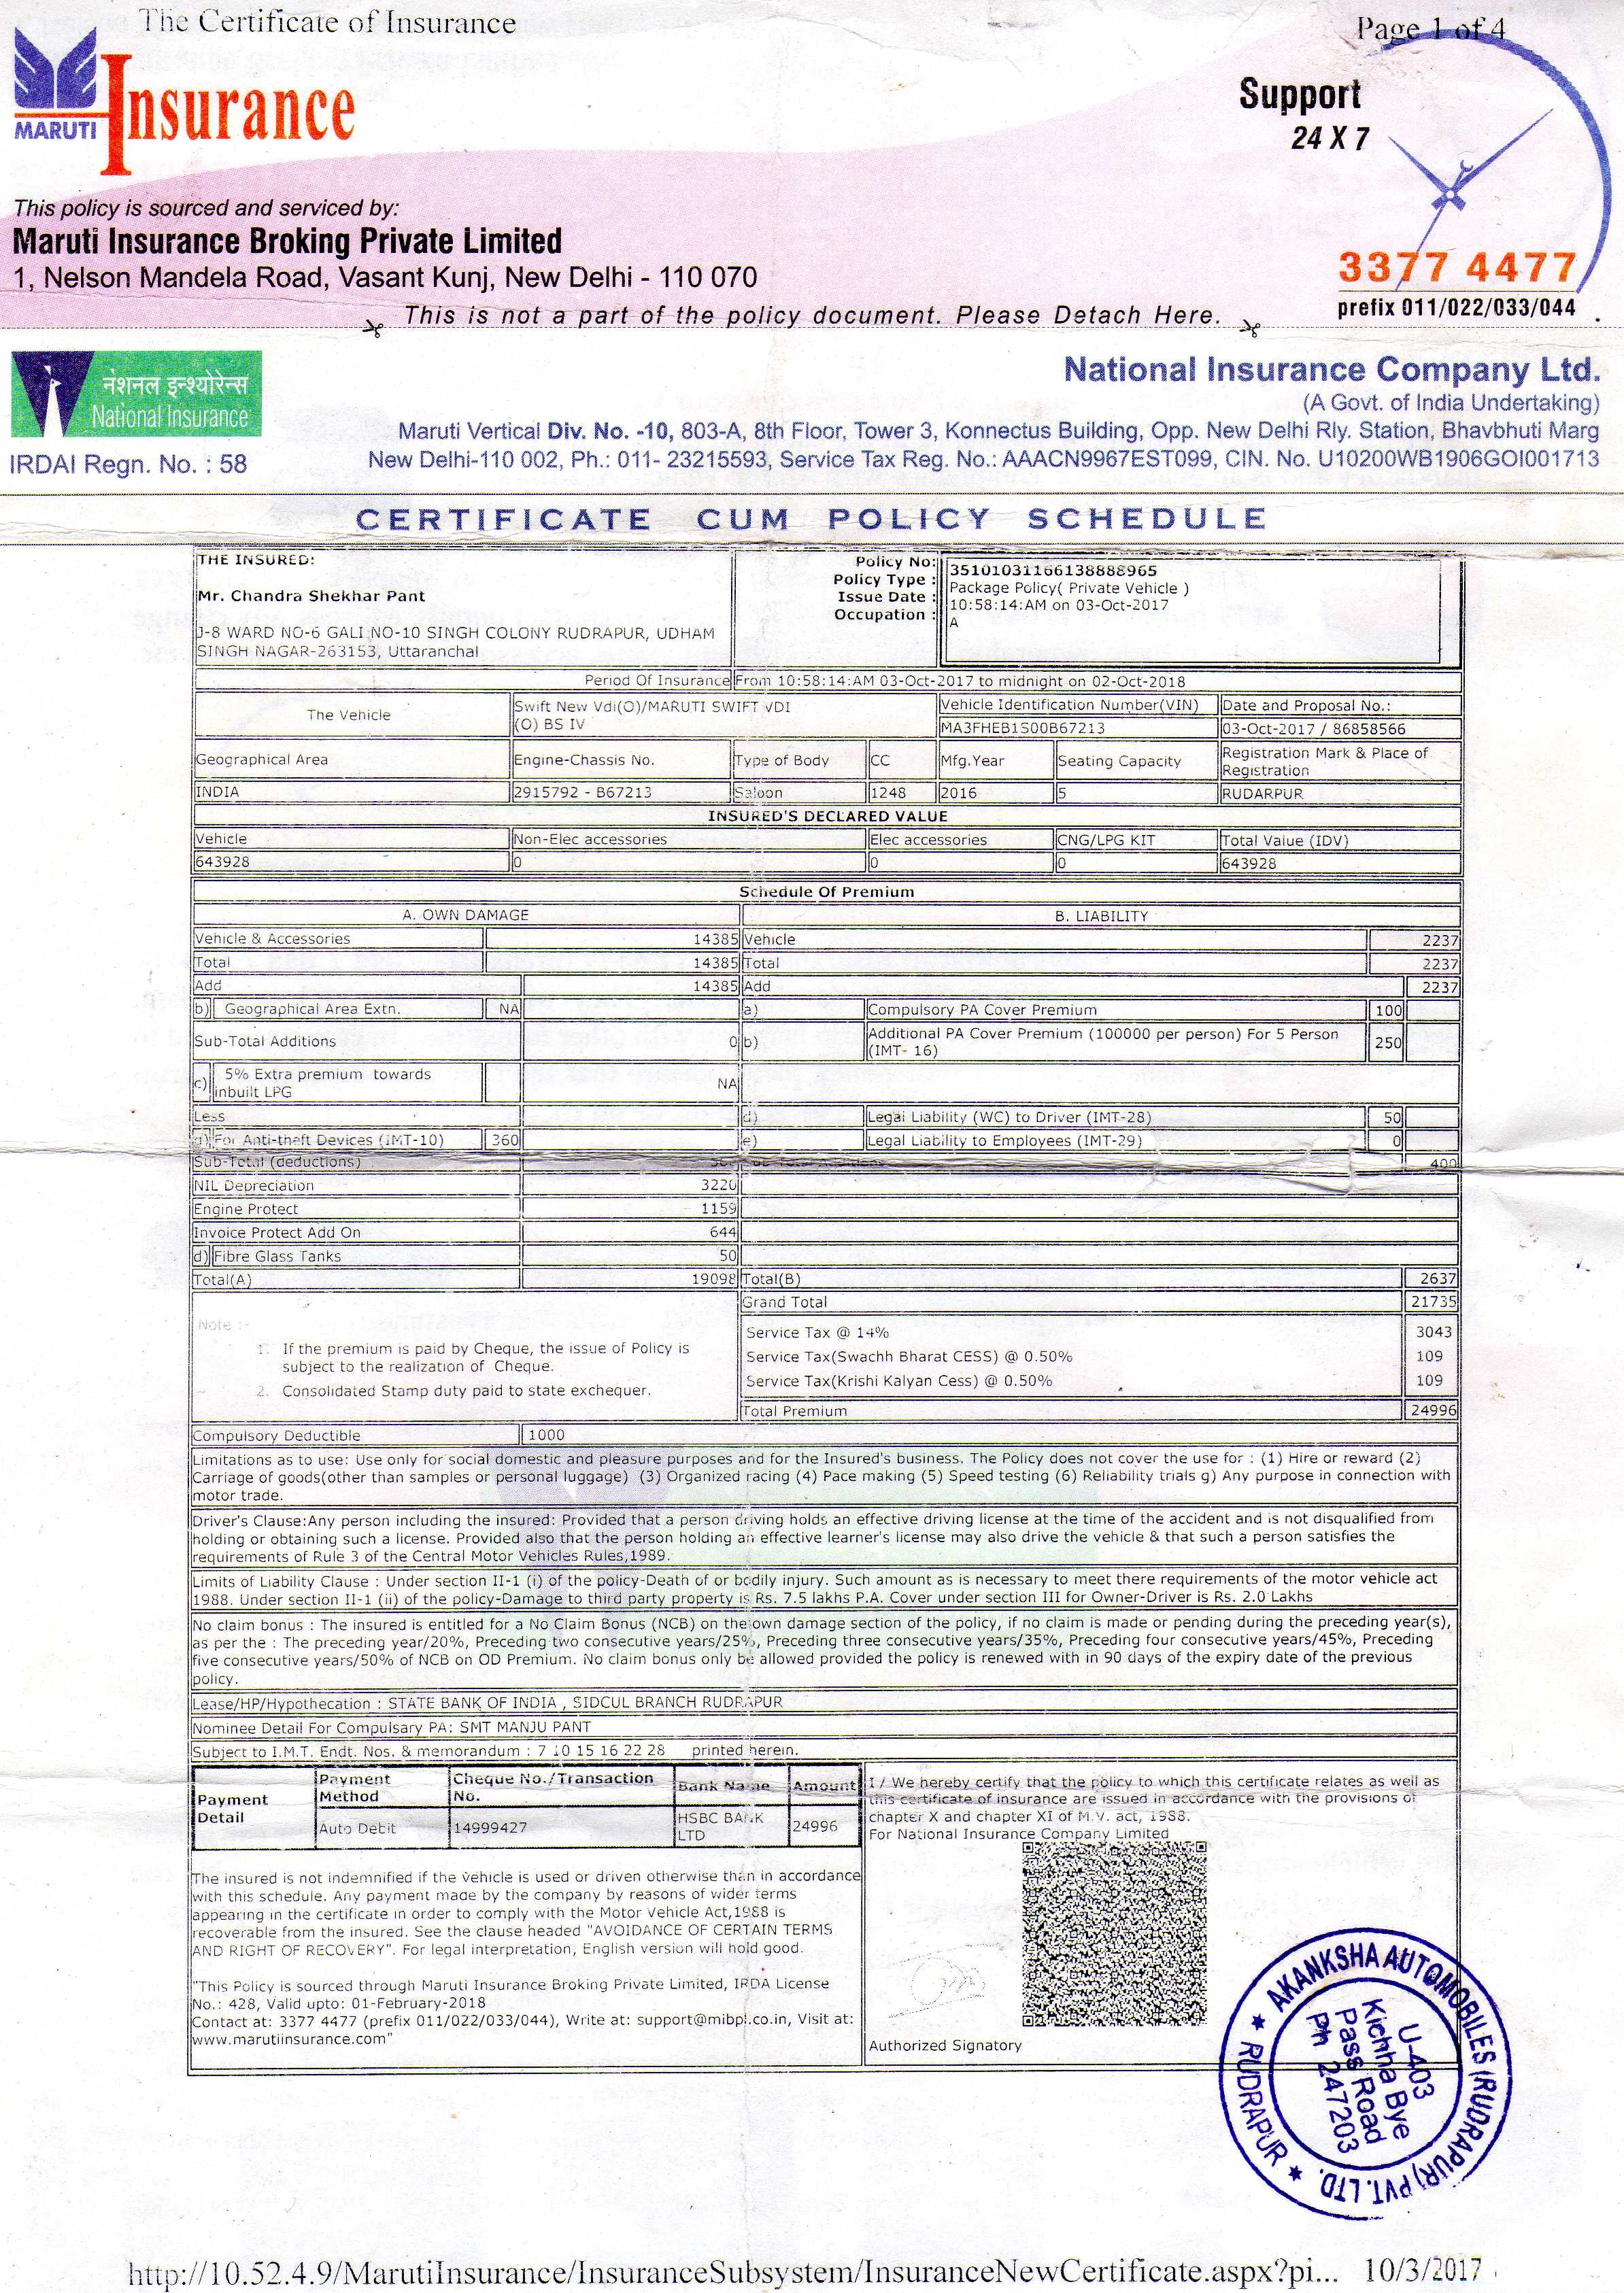 The Certificate of Insurance
Page 1 of 4
MARUTI Insurance
Support
24 X 7
This policy is sourced and serviced by:
Maruti Insurance Broking Private Limited
1, Nelson Mandela Road, Vasant Kunj, New Delhi - 110 070
3377 4477
prefix 011/022/033/044
This is not a part of the policy document. Please Detach Here.
नेशनल इन्श्योरेन्स
National Insurance
IRDAI Regn. No. : 58
National Insurance Company Ltd.
(A Govt. of India Undertaking)
Maruti Vertical Div. No. -10, 803-A, 8th Floor, Tower 3, Konnectus Building, Opp. New Delhi Rly. Station, Bhavbhuti Marg
New Delhi-110 002, Ph.: 011- 23215593, Service Tax Reg. No.: AAACN9967EST099, CIN. No. U10200WB1906GOI001713
CERTIFICATE CUM POLICY SCHEDULE
THE INSURED:
Mr. Chandra Shekhar Pant
J-8 WARD NO-6 GALI NO-10 SINGH COLONY RUDRAPUR, UDHAM
SINGH NAGAR-263153, Uttaranchal
Policy No: 35101031166138888965
Policy Type : Package Policy( Private Vehicle )
Issue Date : 10:58:14:AM on 03-Oct-2017
Occupation : A
Period Of Insurance From 10:58:14:AM 03-Oct-2017 to midnight on 02-Oct-2018
The Vehicle
Swift New Vdi(O)/MARUTI SWIFT VDI
(O) BS IV
Vehicle Identification Number(VIN)
MA3FHEB1S00B67213
Date and Proposal No.:
03-Oct-2017 / 86858566
Geographical Area Engine-Chassis No. Type of Body CC Mfg.Year Seating Capacity Registration Mark & Place of
Registration
INDIA 2915792 - B67213 Saloon 1248 2016 5 RUDARPUR
INSURED'S DECLARED VALUE
Vehicle Non-Elec accessories Elec accessories CNG/LPG KIT Total Value (IDV)
643928 0 0 0 643928
Schedule Of Premium
A. OWN DAMAGE B. LIABILITY
Vehicle & Accessories 14385 Vehicle 2237
Total 14385 Total 2237
Add 14385 Add 2237
b) Geographical Area Extn. NA a) Compulsory PA Cover Premium 100
Sub-Total Additions 0 b) Additional PA Cover Premium (100000 per person) For 5 Person
(IMT- 16) 250
c) 5% Extra premium towards
inbuilt LPG NA
Less d) Legal Liability (WC) to Driver (IMT-28) 50
d) For Anti-theft Devices (IMT-10) 360 e) Legal Liability to Employees (IMT-29) 0
Sub-Total (deductions) 400
NIL Depreciation 3220
Engine Protect 1159
Invoice Protect Add On 644
d) Fibre Glass Tanks 50
Total(A) 19098 Total(B) 2637
Grand Total 21735
Note :-
1. If the premium is paid by Cheque, the issue of Policy is
subject to the realization of Cheque.
2. Consolidated Stamp duty paid to state exchequer.
Service Tax @ 14% 3043
Service Tax(Swachh Bharat CESS) @ 0.50% 109
Service Tax(Krishi Kalyan Cess) @ 0.50% 109
Total Premium 24996
Compulsory Deductible 1000
Limitations as to use: Use only for social domestic and pleasure purposes and for the Insured's business. The Policy does not cover the use for : (1) Hire or reward (2)
Carriage of goods(other than samples or personal luggage) (3) Organized racing (4) Pace making (5) Speed testing (6) Reliability trials g) Any purpose in connection with
motor trade.
Driver's Clause:Any person including the insured: Provided that a person driving holds an effective driving license at the time of the accident and is not disqualified from
holding or obtaining such a license. Provided also that the person holding an effective learner's license may also drive the vehicle & that such a person satisfies the
requirements of Rule 3 of the Central Motor Vehicles Rules,1989.
Limits of Liability Clause : Under section II-1 (i) of the policy-Death of or bodily injury. Such amount as is necessary to meet there requirements of the motor vehicle act
1988. Under section II-1 (ii) of the policy-Damage to third party property is Rs. 7.5 lakhs P.A. Cover under section III for Owner-Driver is Rs. 2.0 Lakhs
No claim bonus : The insured is entitled for a No Claim Bonus (NCB) on the own damage section of the policy, if no claim is made or pending during the preceding year(s),
as per the : The preceding year/20%, Preceding two consecutive years/25%, Preceding three consecutive years/35%, Preceding four consecutive years/45%, Preceding
five consecutive years/50% of NCB on OD Premium. No claim bonus only be allowed provided the policy is renewed with in 90 days of the expiry date of the previous
policy.
Lease/HP/Hypothecation : STATE BANK OF INDIA , SIDCUL BRANCH RUDRAPUR
Nominee Detail For Compulsary PA: SMT MANJU PANT
Subject to I.M.T. Endt. Nos. & memorandum : 7 10 15 16 22 28 printed herein.
Payment
Detail
Payment
Method
Cheque No./Transaction
No.
Bank Name Amount
Auto Debit 14999427 HSBC BANK
LTD 24996
I / We hereby certify that the policy to which this certificate relates as well as
this certificate of insurance are issued in accordance with the provisions of
chapter X and chapter XI of M.V. act, 1988.
For National Insurance Company Limited
The insured is not indemnified if the vehicle is used or driven otherwise than in accordance
with this schedule. Any payment made by the company by reasons of wider terms
appearing in the certificate in order to comply with the Motor Vehicle Act,1988 is
recoverable from the insured. See the clause headed "AVOIDANCE OF CERTAIN TERMS
AND RIGHT OF RECOVERY". For legal interpretation, English version will hold good.
"This Policy is sourced through Maruti Insurance Broking Private Limited, IRDA License
No.: 428, Valid upto: 01-February-2018
Contact at: 3377 4477 (prefix 011/022/033/044), Write at: support@mibpl.co.in, Visit at:
www.marutiinsurance.com"
Authorized Signatory
AKANKSHA AUTOMOBILES (RUDRAPUR) PVT. LTD.
★ RUDRAPUR ★
U-403
Kichha Bye
Pass Road
Ph 247203
http://10.52.4.9/MarutiInsurance/InsuranceSubsystem/InsuranceNewCertificate.aspx?pi... 10/3/2017